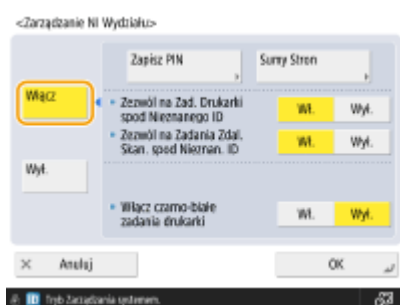 <Zarządzanie NI Wydziału>
Zapisz PIN
Sumy Stron
Włącz
Zezwól na Zad. Drukarki
spod Nieznanego ID
Wł.
Wył.
Zezwól na Zadania Zdal.
Skan. spod Nieznan. ID
Wł.
Wył.
Wył.
Włącz czarno-białe
zadania drukarki
Wł.
Wył.
Anuluj
OK
ID Tryb Zarządzania systemem.